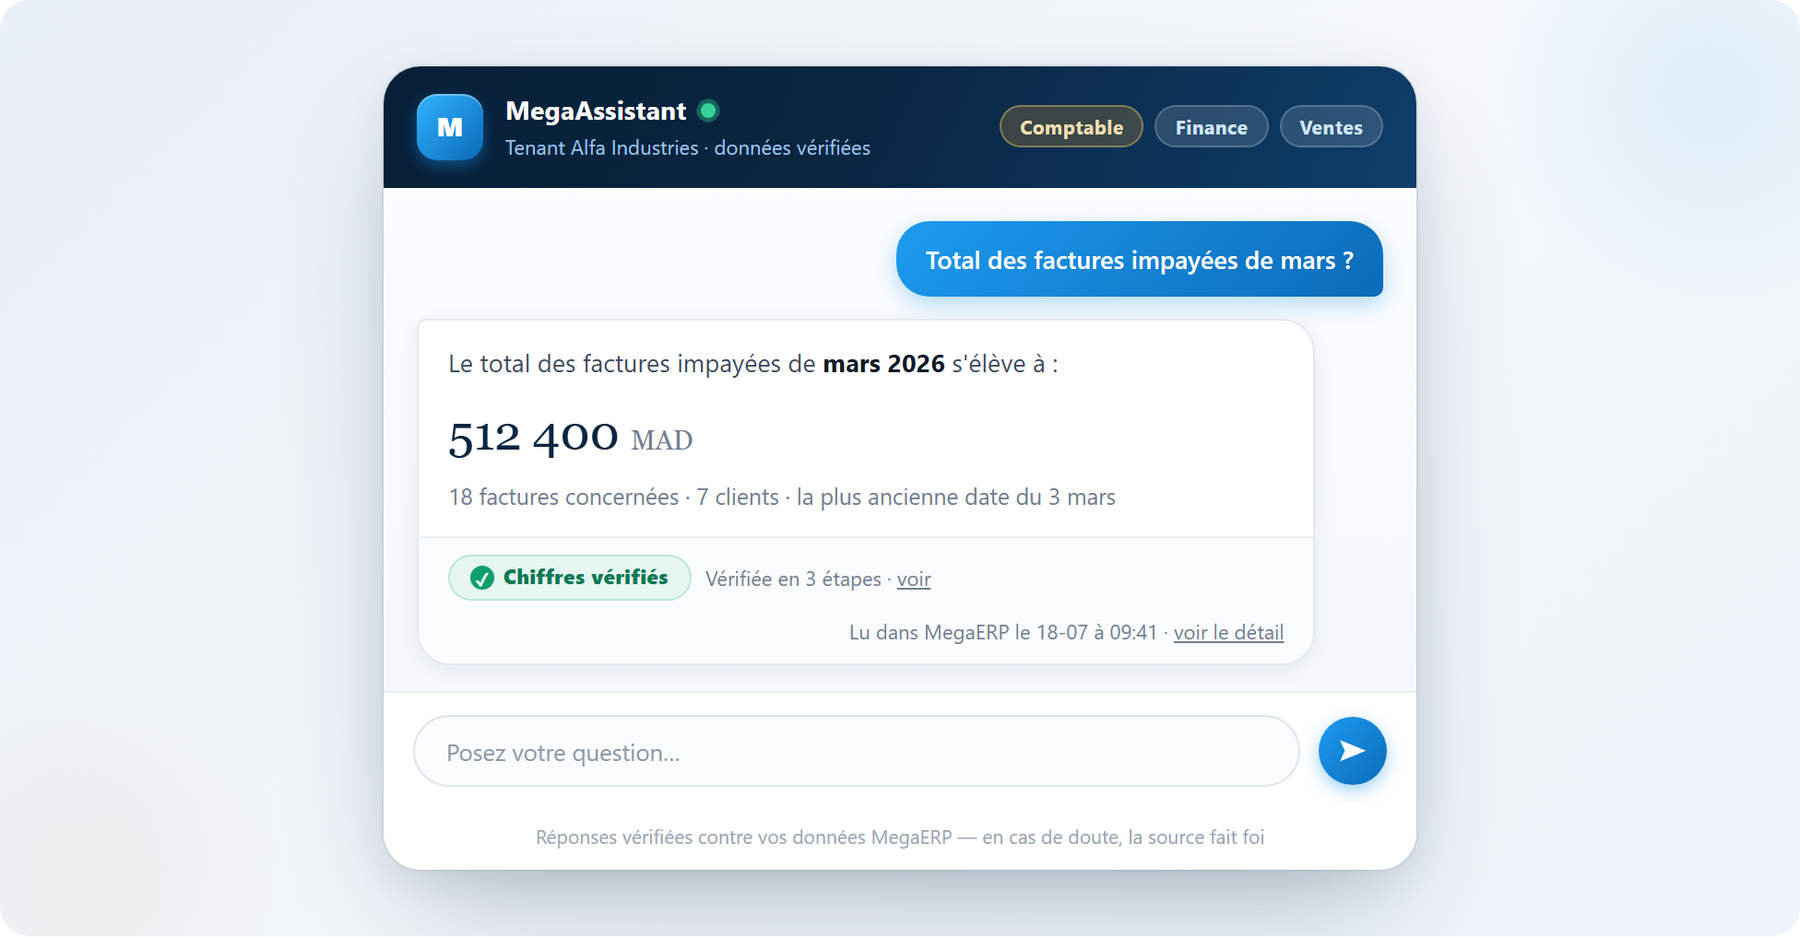 M
MegaAssistant
Tenant Alfa Industries · données vérifiées
Comptable
Finance
Ventes
Total des factures impayées de mars ?
Le total des factures impayées de mars 2026 s'élève à :
512 400 MAD
18 factures concernées · 7 clients · la plus ancienne date du 3 mars
Chiffres vérifiés
Vérifiée en 3 étapes · voir
Lu dans MegaERP le 18-07 à 09:41 · voir le détail
Posez votre question...
Réponses vérifiées contre vos données MegaERP — en cas de doute, la source fait foi